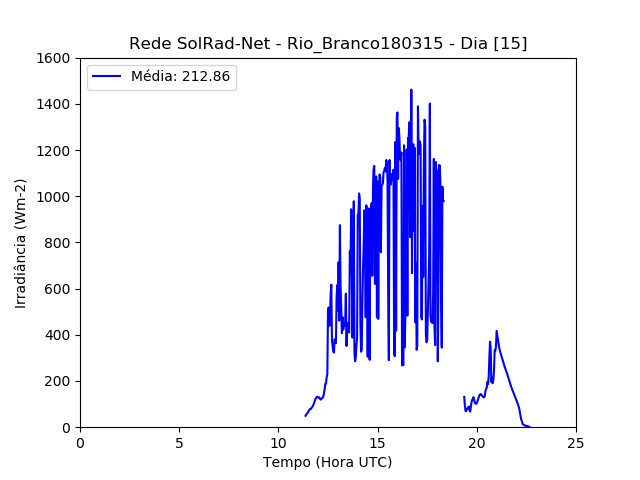 Rede SolRad-Net - Rio_Branco180315 - Dia [15]
Média: 212.86
Irradiância (Wm-2)
1600
1400
1200
1000
800
600
400
200
0
0 5 10 15 20 25
Tempo (Hora UTC)